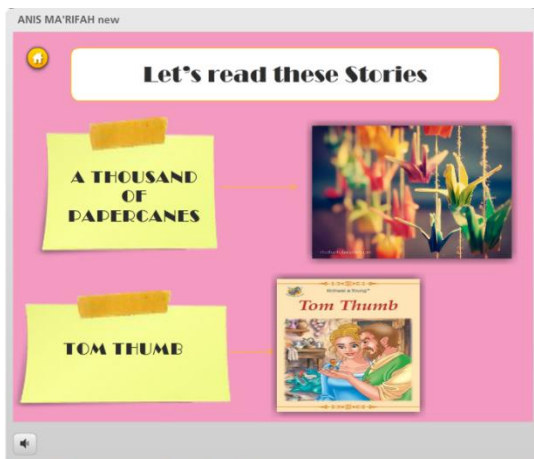 ANIS MA'RIFAH new
Let's read these Stories
A THOUSAND
OF
PAPERCANES
TOM THUMB
Tom Thumb